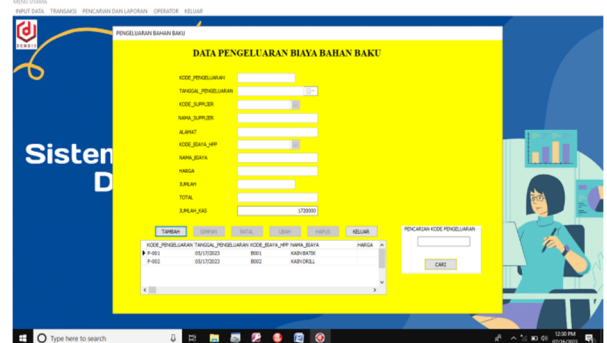 MENU UTAMA
INPUT DATA TRANSAKSI PENCARIAN DAN LAPORAN OPERATOR KELUAR
PENGELUARAN BAHAN BAKU
DATA PENGELUARAN BIAYA BAHAN BAKU
KODE_PENGELUARAN
TANGGAL_PENGELUARAN
KODE_SUPPLIER
NAMA_SUPPLIER
ALAMAT
KODE_BIAYA_HPP
NAMA_BIAYA
HARGA
JUMLAH
TOTAL
JUMLAH_KAS 1720000
Sisten
D
TAMBAH SIMPAN BATAL UBAH HAPUS KELUAR
KODE_PENGELUARAN TANGGAL_PENGELUARAN KODE_BIAYA_HPP NAMA_BIAYA HARGA
P-001 05/17/2023 B001 KAIN BATIK
P-002 05/17/2023 B002 KAIN DRILL
PENCARIAN KODE PENGELUARAN
CARI
Type here to search
12:30 PM